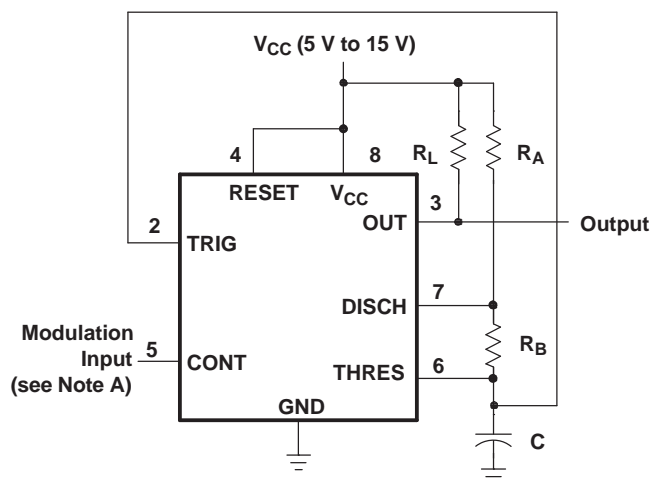 V_CC (5 V to 15 V)
4
8
R_L
R_A
RESET
V_CC
3
2
OUT
Output
TRIG
7
DISCH
Modulation
Input
(see Note A)
5
CONT
R_B
6
THRES
GND
C